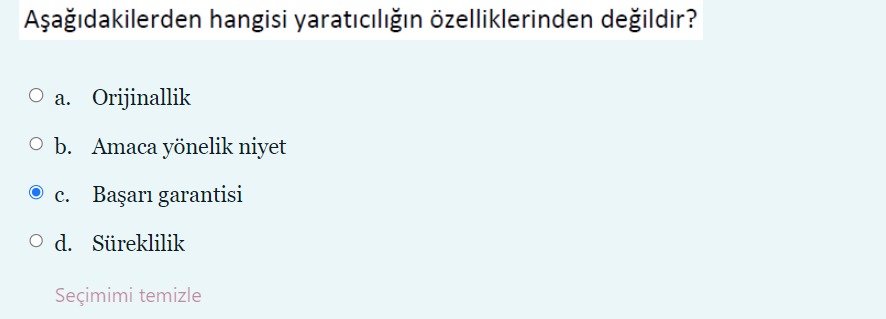 Aşağıdakilerden hangisi yaratıcılığın özelliklerinden değildir?
a. Orijinallik
b. Amaca yönelik niyet
c. Başarı garantisi
d. Süreklilik
Seçimimi temizle